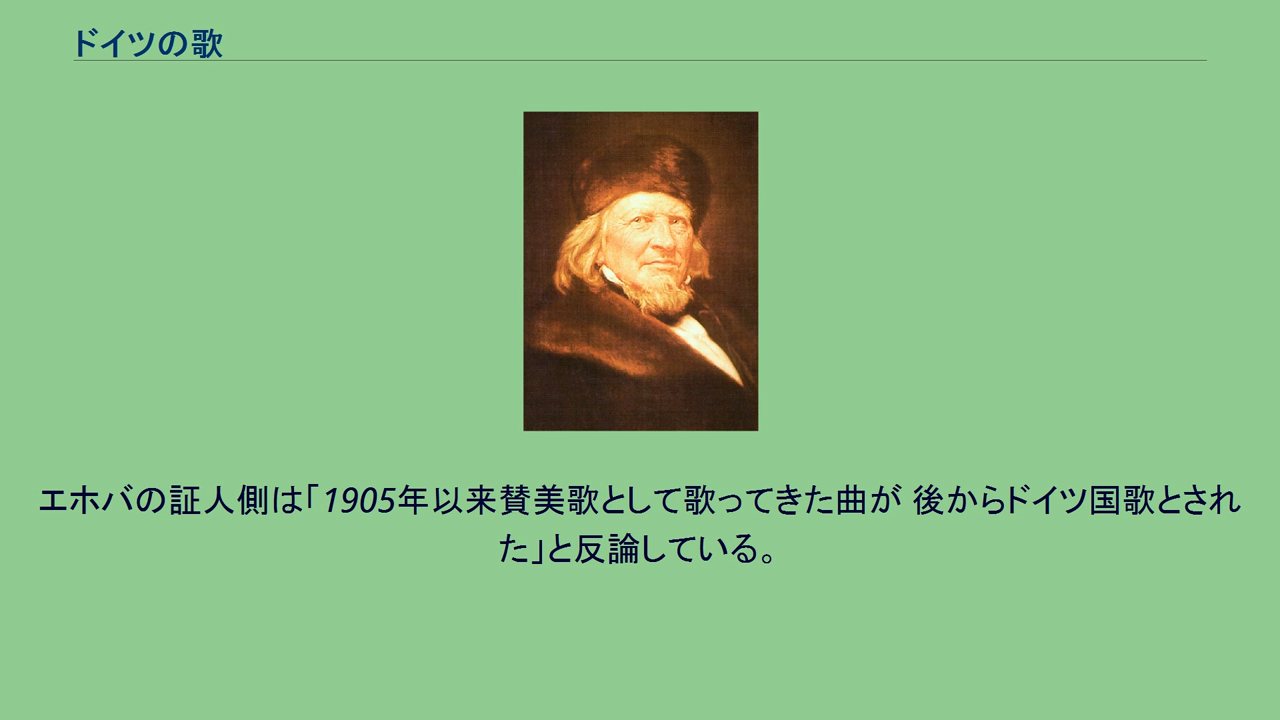 ドイツの歌
エホバの証人側は「1905年以来賛美歌として歌ってきた曲が 後からドイツ国歌とされ
た」と反論している。